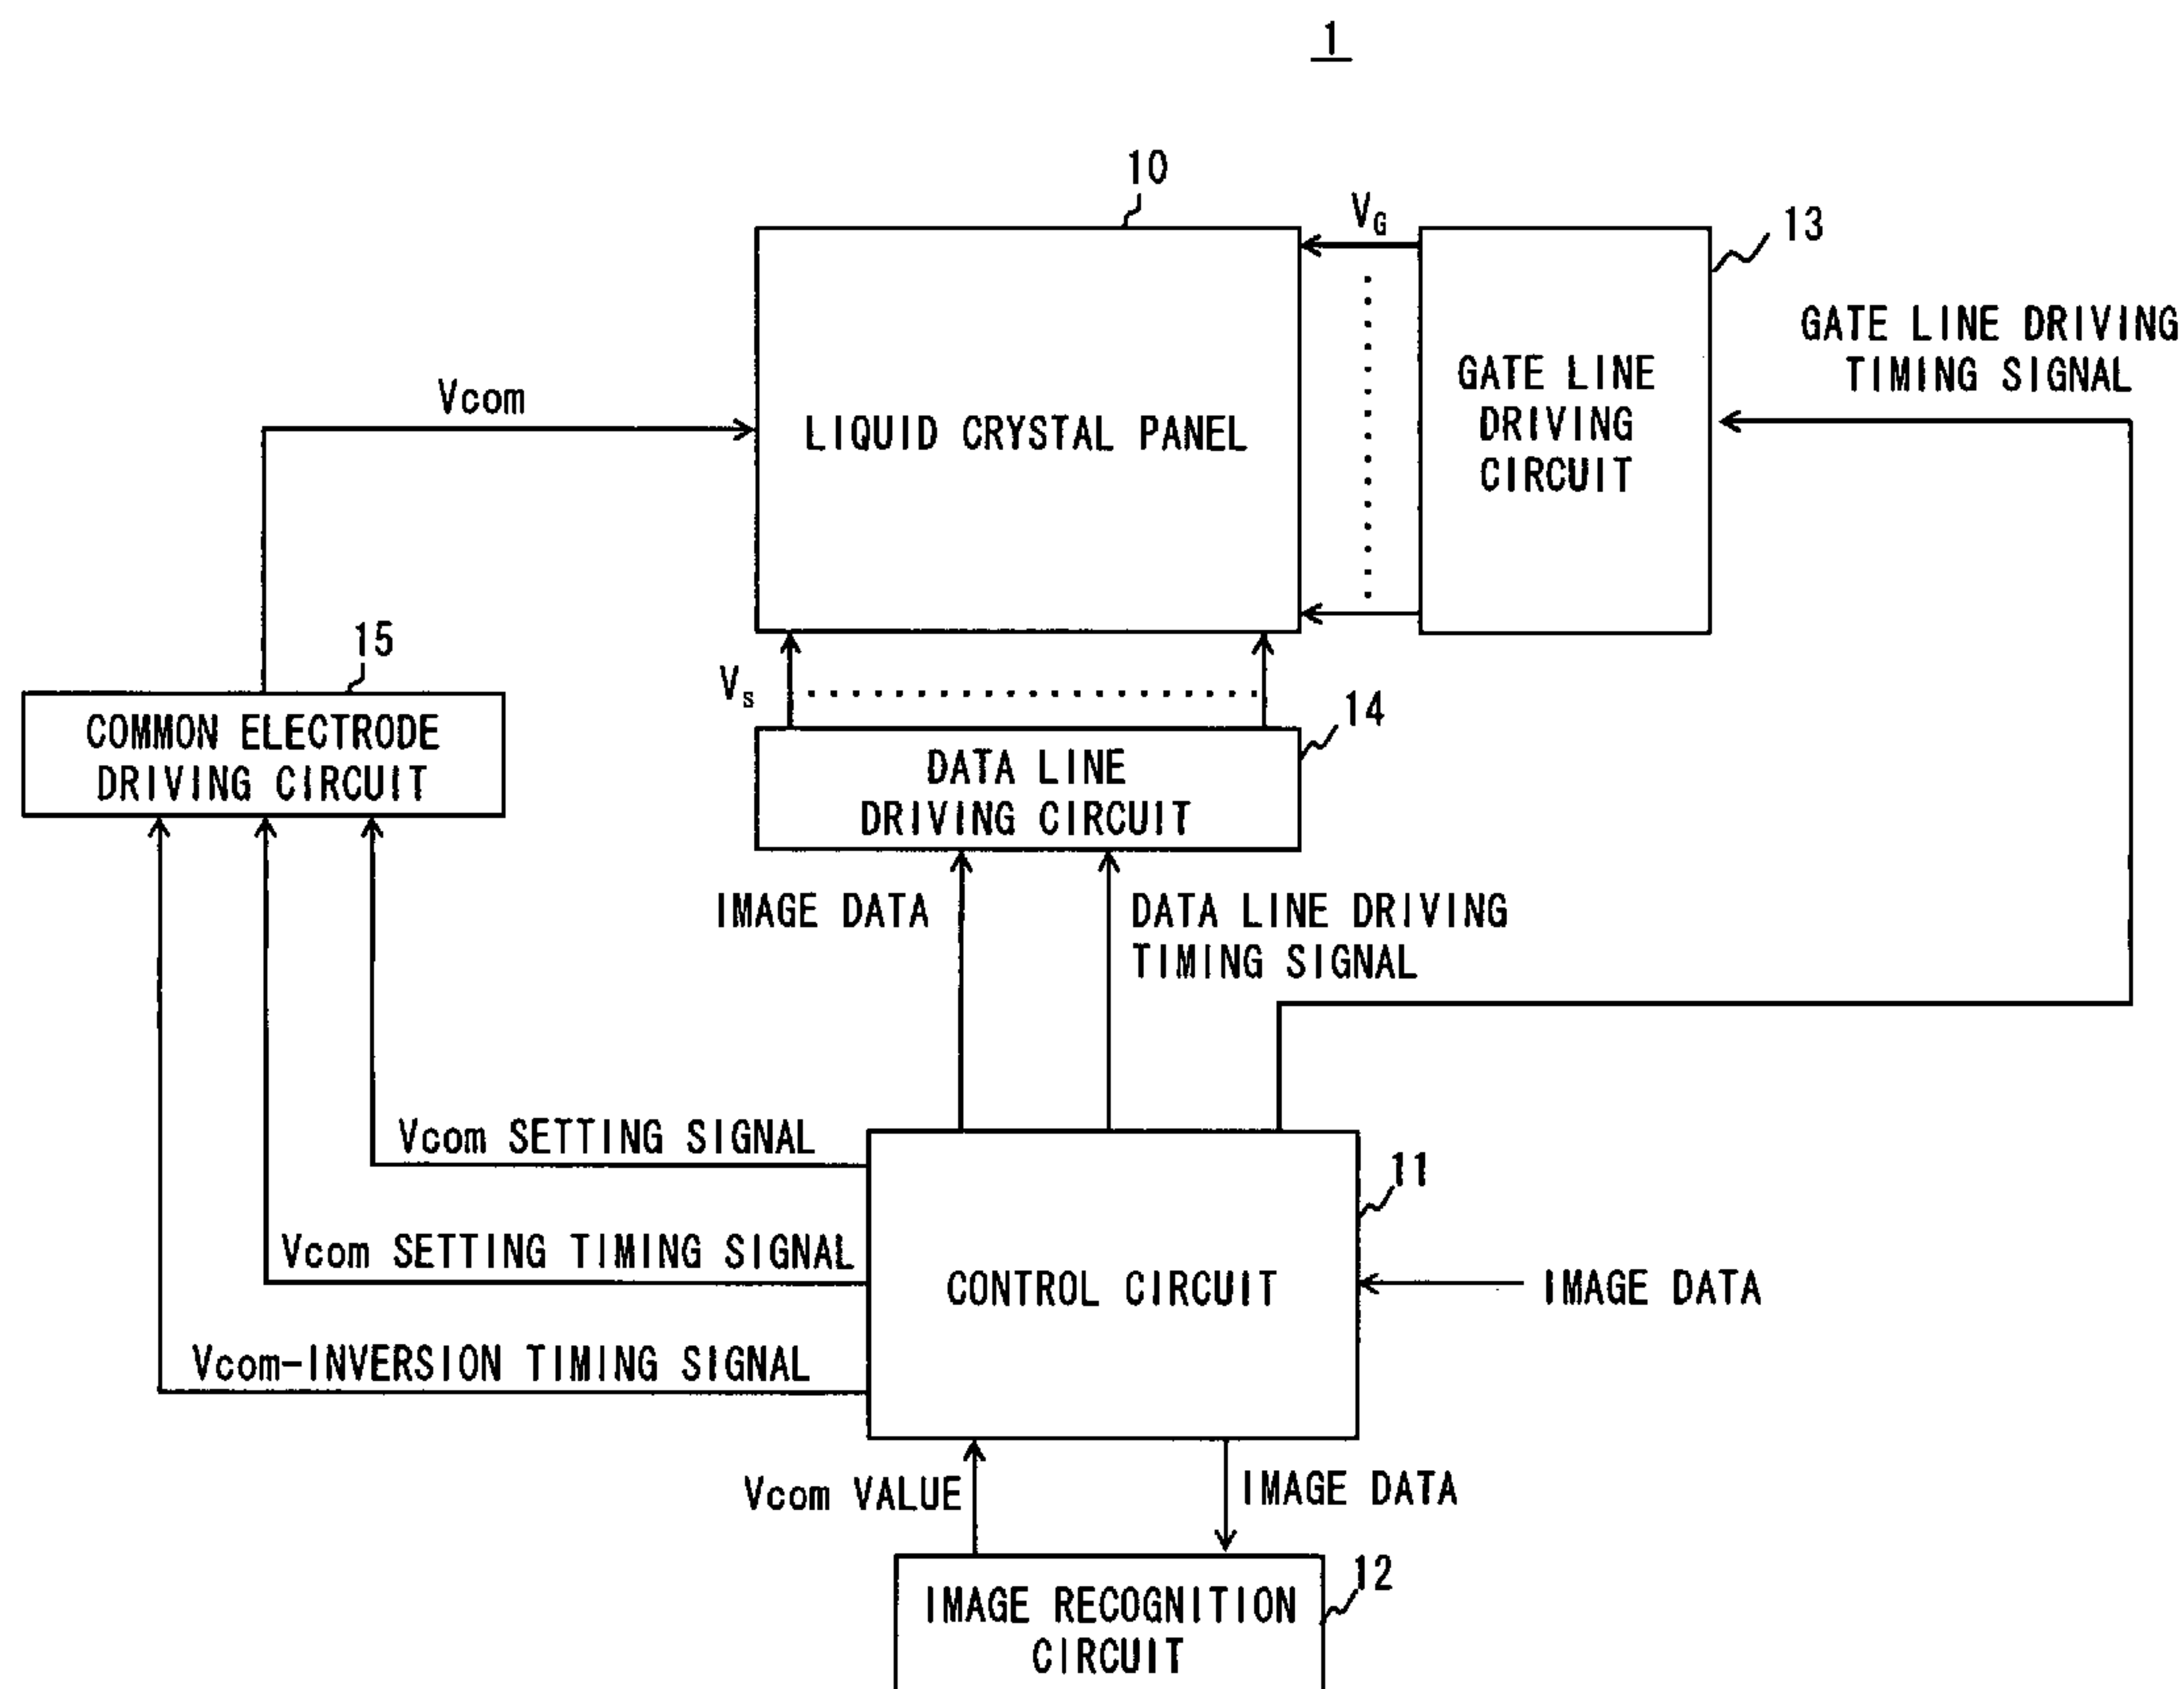 1
10
V_G
13
GATE LINE DRIVING
TIMING SIGNAL
GATE LINE
DRIVING
CIRCUIT
Vcom
LIQUID CRYSTAL PANEL
15
V_s
14
COMMON ELECTRODE
DRIVING CIRCUIT
DATA LINE
DRIVING CIRCUIT
IMAGE DATA
DATA LINE DRIVING
TIMING SIGNAL
Vcom SETTING SIGNAL
11
Vcom SETTING TIMING SIGNAL
CONTROL CIRCUIT
IMAGE DATA
Vcom-INVERSION TIMING SIGNAL
Vcom VALUE
IMAGE DATA
12
IMAGE RECOGNITION
CIRCUIT